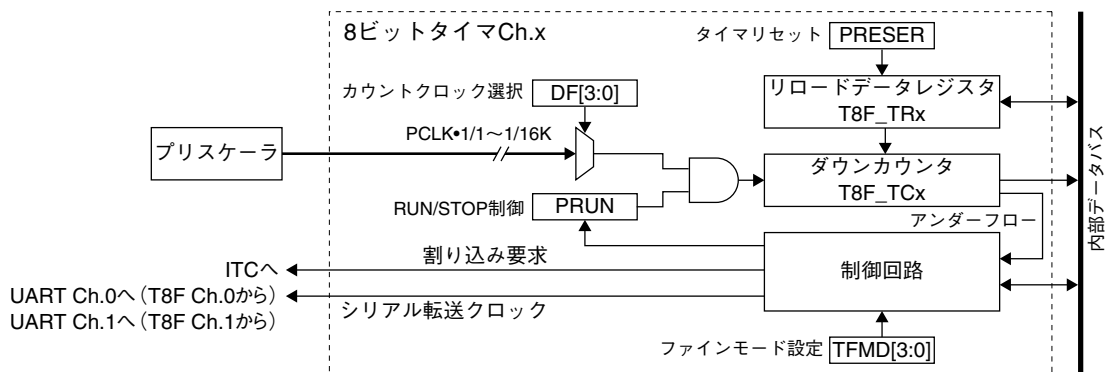 8ビットタイマCh.x
タイマリセット PRESER
カウントクロック選択 DF[3:0]
リロードデータレジスタ
T8F_TRx
プリスケーラ
PCLK•1/1～1/16K
ダウンカウンタ
T8F_TCx
RUN/STOP制御 PRUN
アンダーフロー
内部データバス
制御回路
割り込み要求
ITCへ
シリアル転送クロック
UART Ch.0へ（T8F Ch.0から）
UART Ch.1へ（T8F Ch.1から）
ファインモード設定 TFMD[3:0]